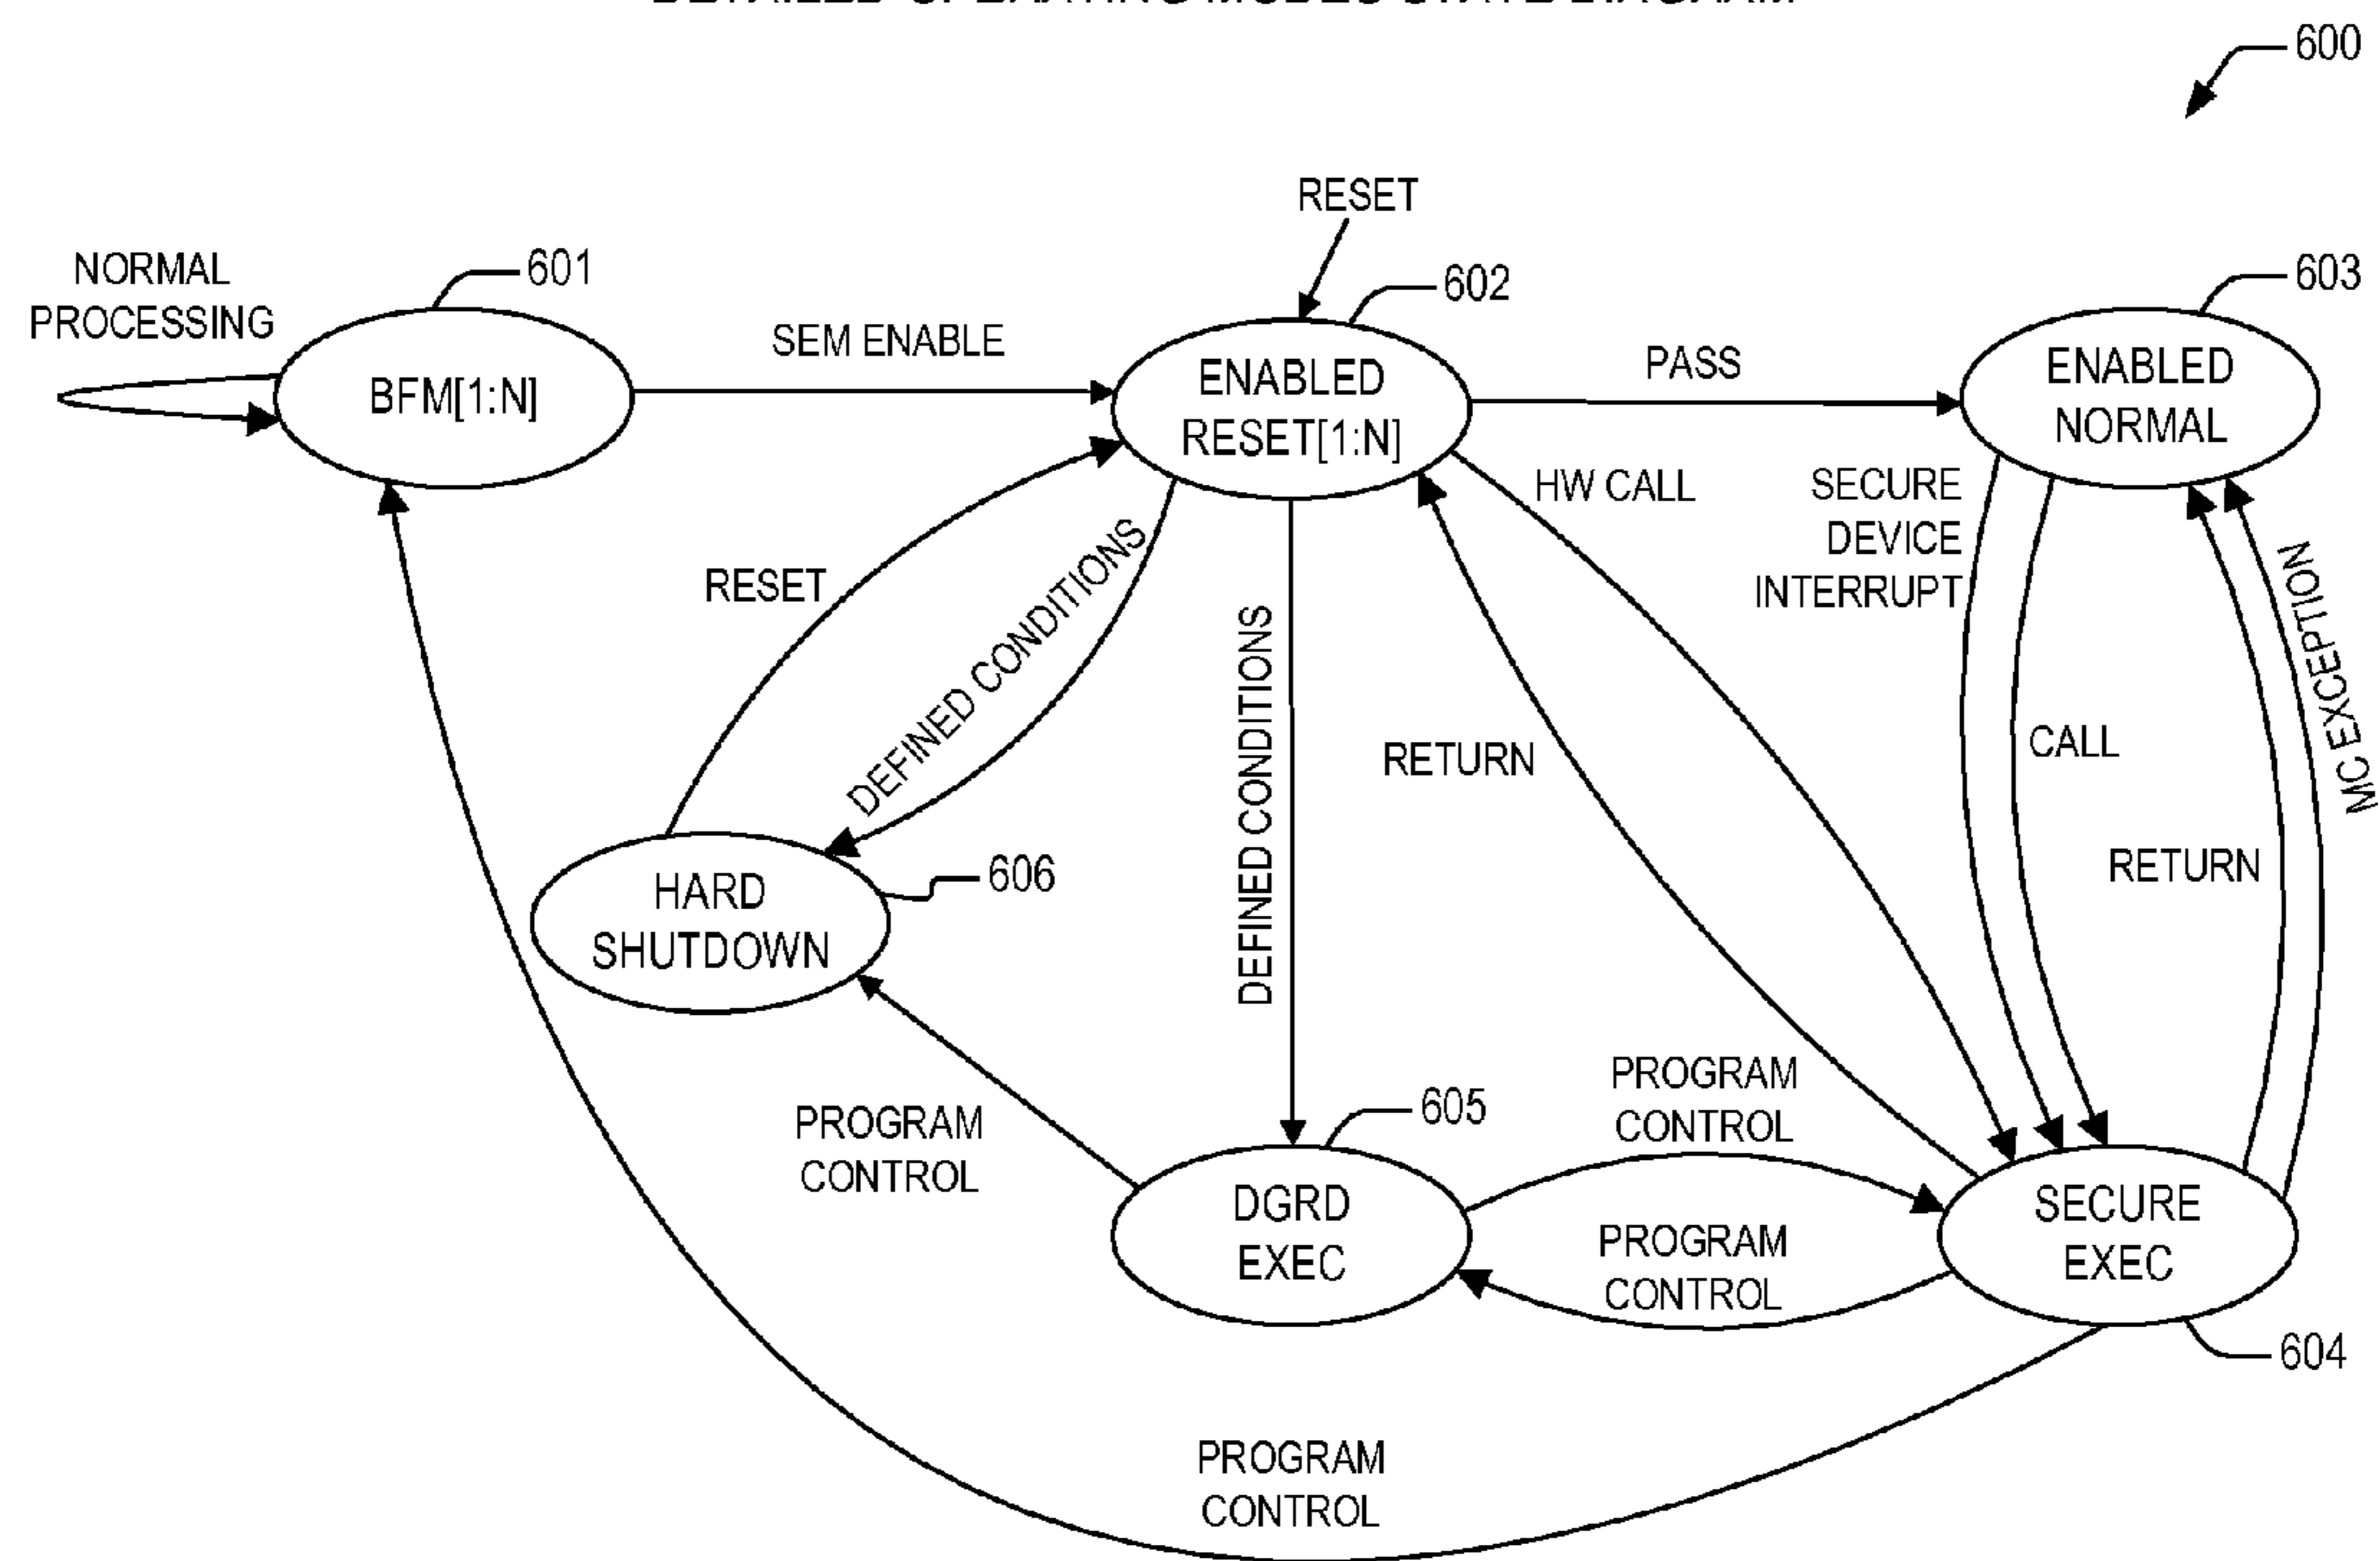 600
RESET
NORMAL
PROCESSING
601
602
603
BFM[1:N]
SEM ENABLE
ENABLED
RESET[1:N]
PASS
ENABLED
NORMAL
HW CALL
SECURE
DEVICE
INTERRUPT
RESET
DEFINED CONDITIONS
DEFINED CONDITIONS
RETURN
CALL
MC EXCEPTION
RETURN
HARD
SHUTDOWN
606
PROGRAM
CONTROL
605
PROGRAM
CONTROL
DGRD
EXEC
PROGRAM
CONTROL
SECURE
EXEC
604
PROGRAM
CONTROL